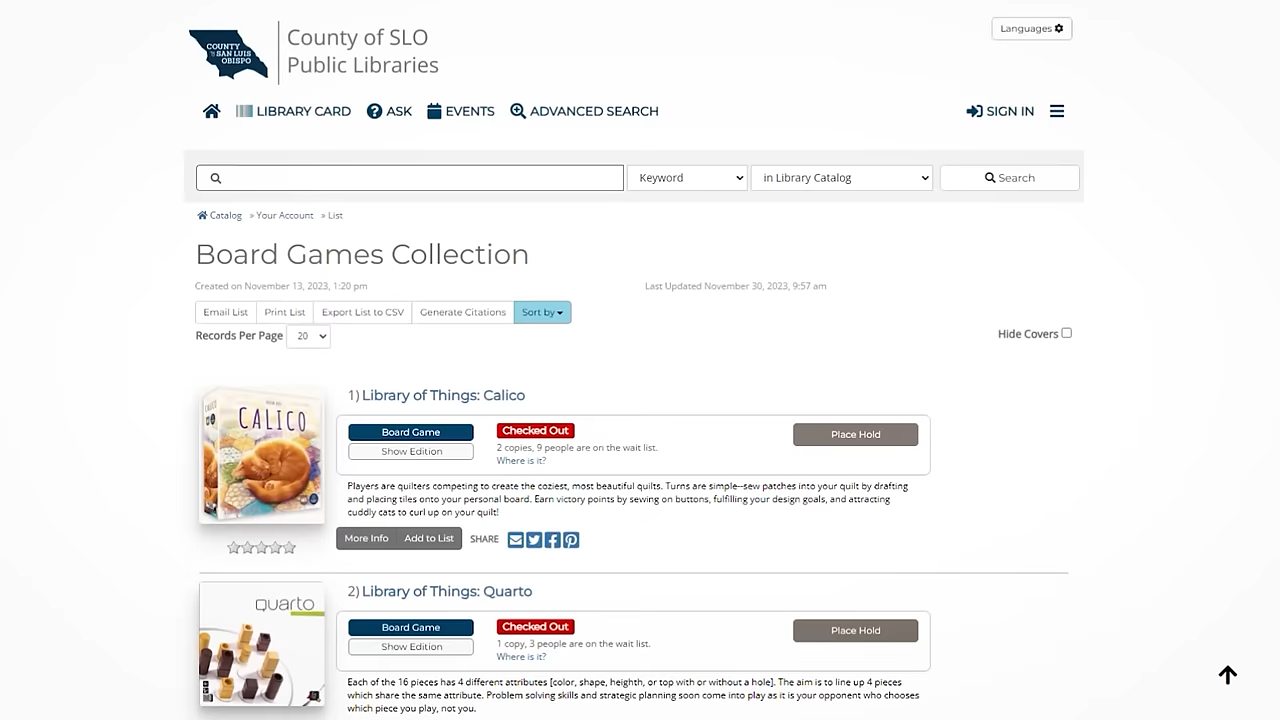 COUNTY
OF SAN LUIS
OBISPO
County of SLO
Public Libraries
Languages
LIBRARY CARD
ASK
EVENTS
ADVANCED SEARCH
SIGN IN
Keyword
in Library Catalog
Search
Catalog » Your Account » List
Board Games Collection
Created on November 13, 2023, 1:20 pm
Last Updated November 30, 2023, 9:57 am
Email List
Print List
Export List to CSV
Generate Citations
Sort by
Records Per Page 20
Hide Covers
CALICO
1) Library of Things: Calico
Board Game
Show Edition
Checked Out
2 copies, 9 people are on the wait list.
Where is it?
Place Hold
Players are quilters competing to create the coziest, most beautiful quilts. Turns are simple--sew patches into your quilt by drafting
and placing tiles onto your personal board. Earn victory points by sewing on buttons, fulfilling your design goals, and attracting
cuddly cats to curl up on your quilt!
More Info
Add to List
SHARE
quarto
2) Library of Things: Quarto
Board Game
Show Edition
Checked Out
1 copy, 3 people are on the wait list.
Where is it?
Place Hold
Each of the 16 pieces has 4 different attributes [color, shape, heighth, or top with or without a hole]. The aim is to line up 4 pieces
which share the same attribute. Problem solving skills and strategic planning soon come into play as it is your opponent who chooses
which piece you play, not you.